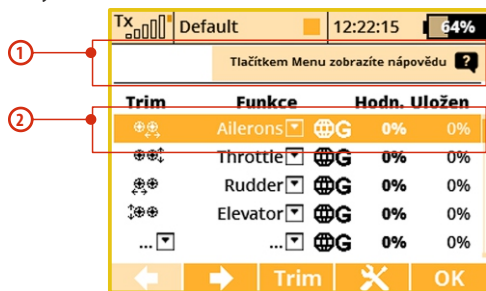 Tx Default 12:22:15 64%
1
Tlačítkem Menu zobrazíte nápovědu ?
Trim Funkce Hodn. Uložen
2
Ailerons G 0% 0%
Throttle G 0% 0%
Rudder G 0% 0%
Elevator G 0% 0%
... ... G 0% 0%
Trim OK